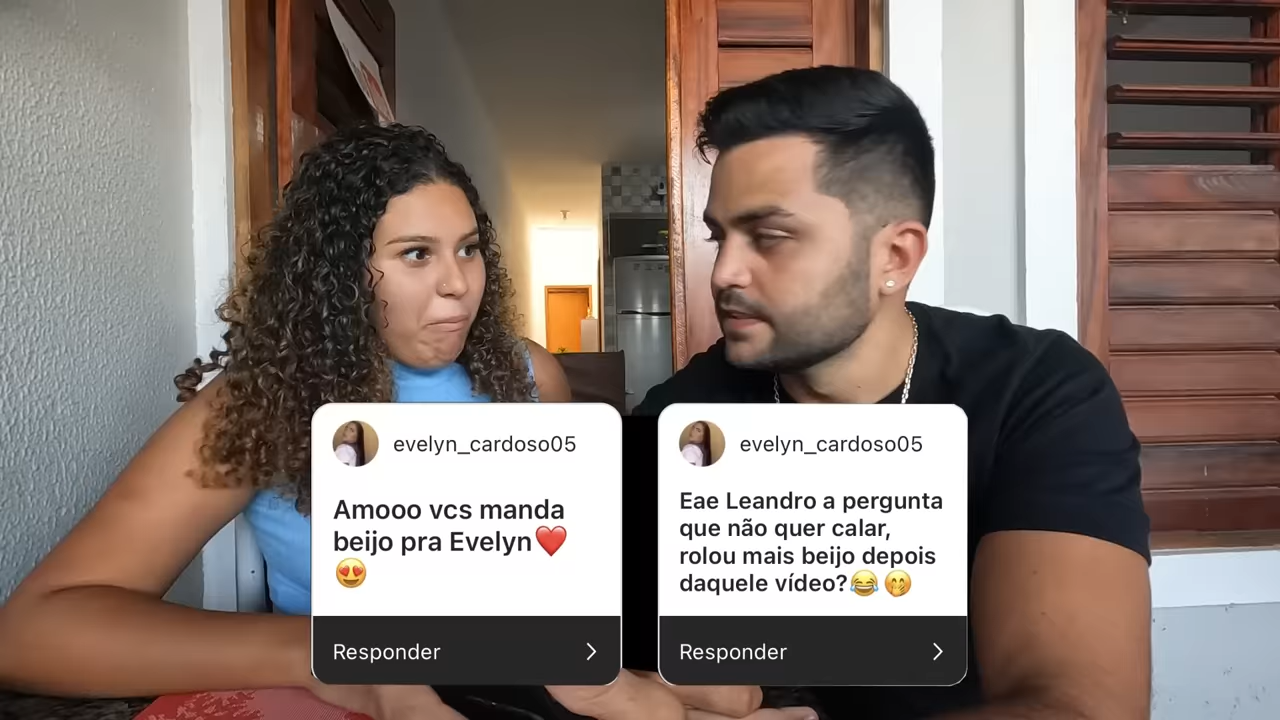 evelyn_cardoso05
Amooo vcs manda
beijo pra Evelyn❤️
😍
Responder
evelyn_cardoso05
Eae Leandro a pergunta
que não quer calar,
rolou mais beijo depois
daquele vídeo?😂🤭
Responder